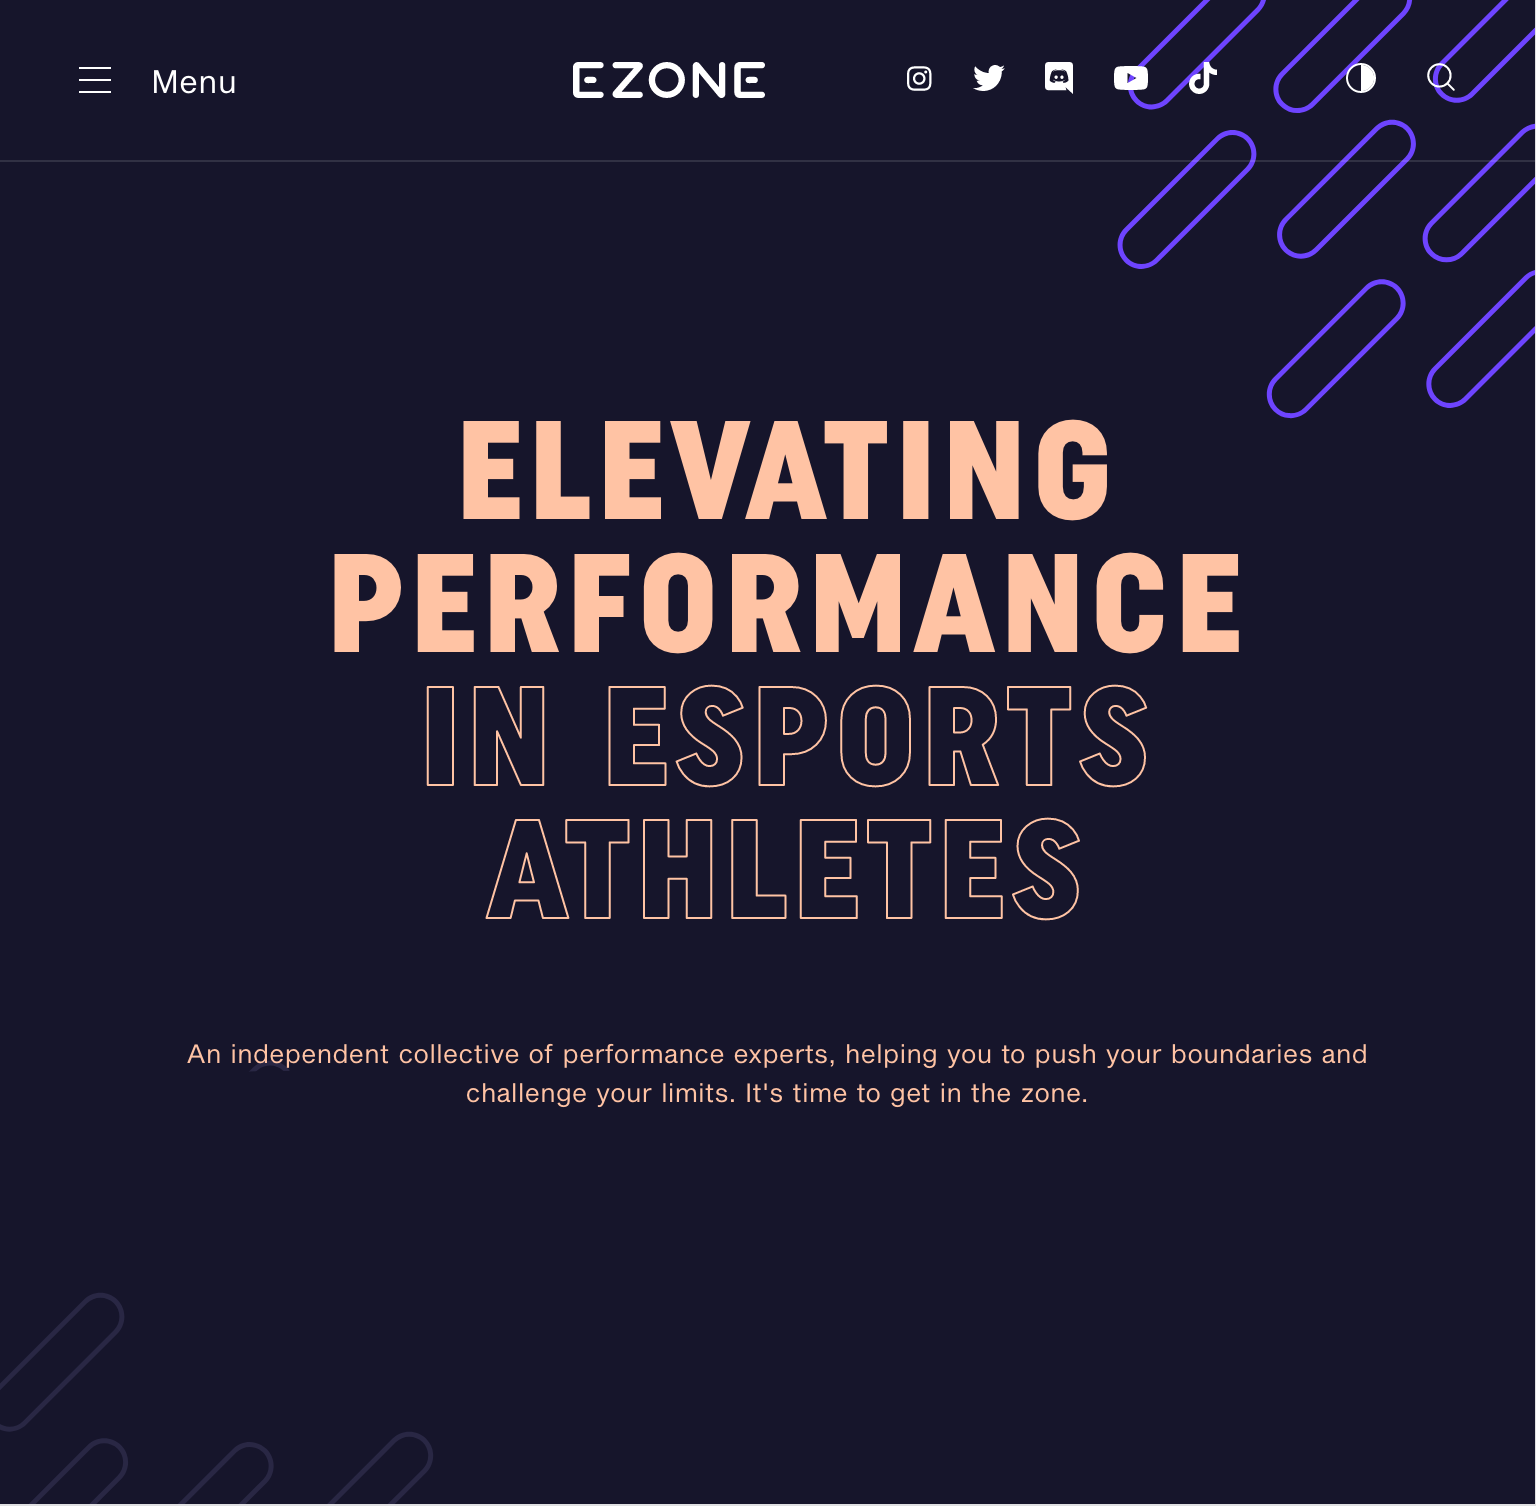 Menu
EZONE
ELEVATING
PERFORMANCE
IN ESPORTS
ATHLETES
An independent collective of performance experts, helping you to push your boundaries and
challenge your limits. It's time to get in the zone.